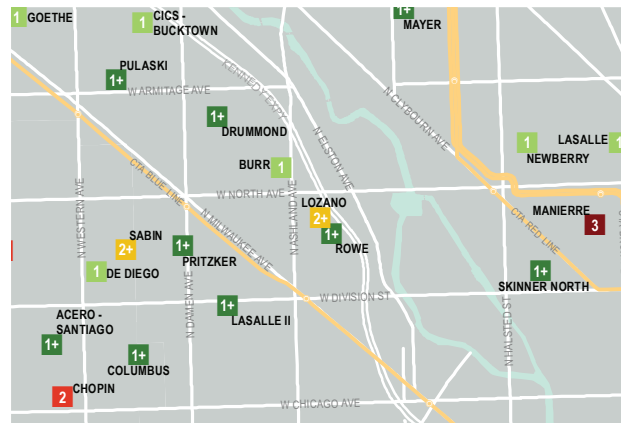 1 GOETHE
1 CICS -
BUCKTOWN
1+ MAYER
PULASKI
1+
W ARMITAGE AVE
KENNEDY EXPY
N CLYBOURN AVE
1+
DRUMMOND
N ELSTON AVE
1 LASALLE 1
NEWBERRY
BURR 1
CTA BLUE LINE
W NORTH AVE
N WESTERN AVE
N ASHLAND AVE
LOZANO
2+
1+
ROWE
N MILWAUKEE AVE
CTA RED LINE
MANIERRE
3
SABIN
2+
1+
PRITZKER
1 DE DIEGO
1+
SKINNER NORTH
N DAMEN AVE
W DIVISION ST
N HALSTED ST
1+
LASALLE II
ACERO -
SANTIAGO
1+
1+
COLUMBUS
2 CHOPIN
W CHICAGO AVE